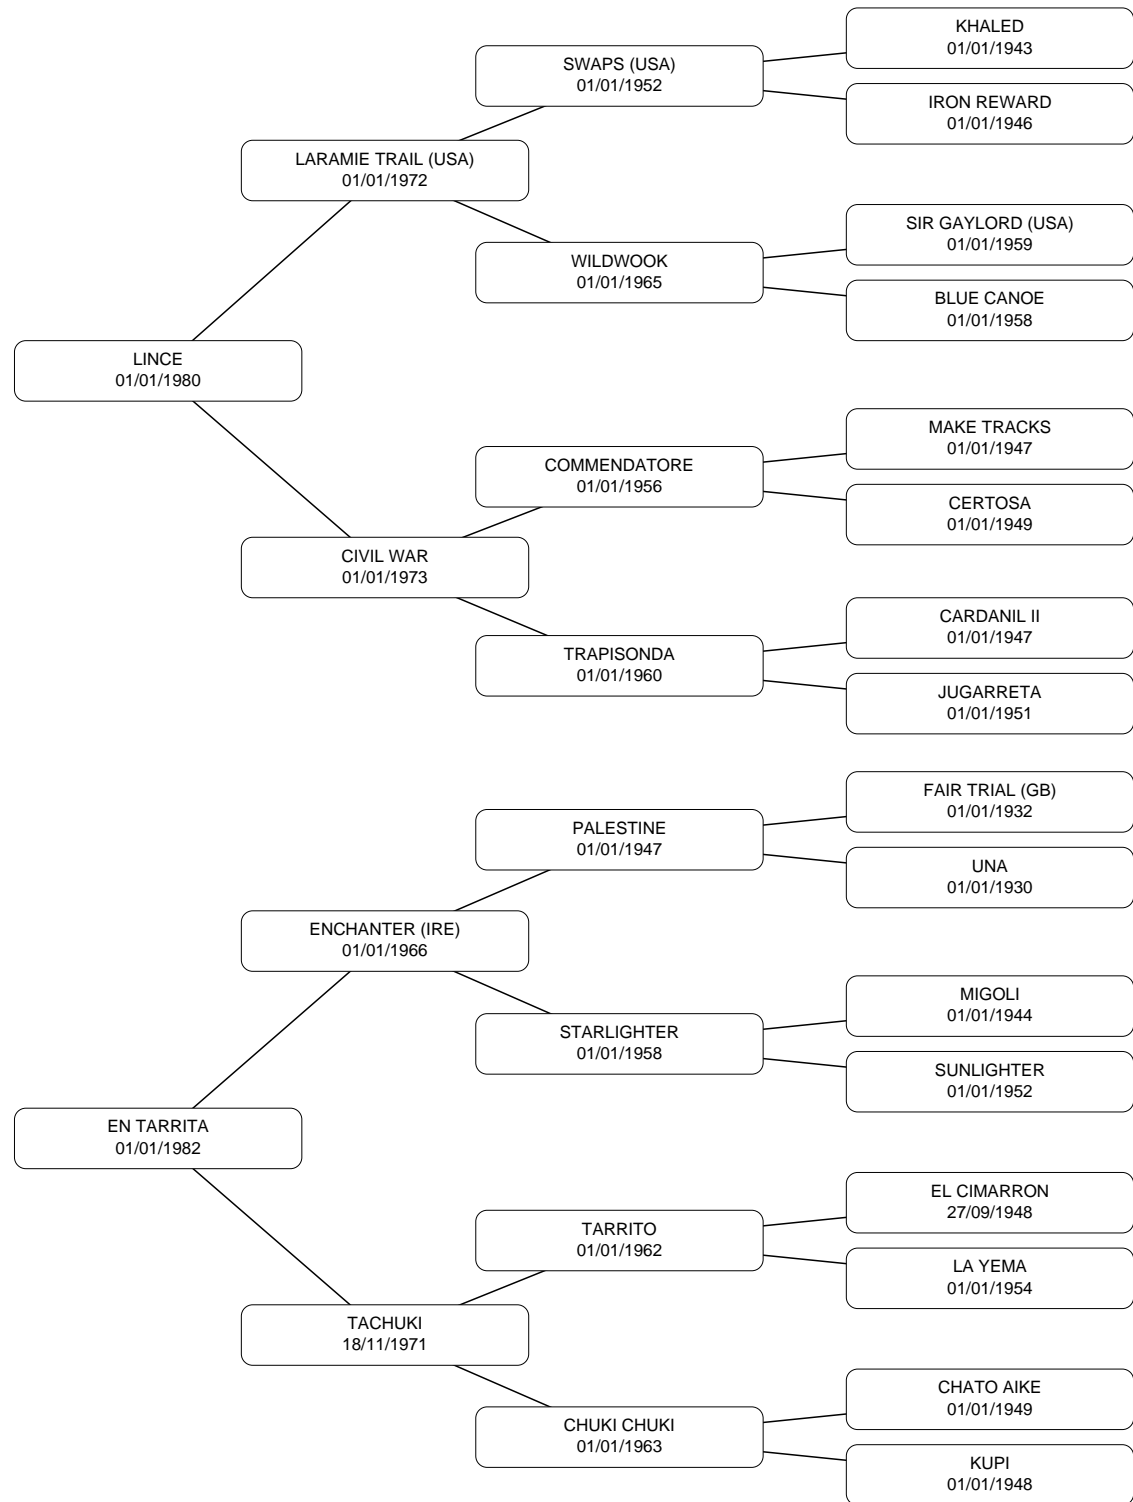 KHALED
01/01/1943
SWAPS (USA)
01/01/1952
IRON REWARD
01/01/1946
LARAMIE TRAIL (USA)
01/01/1972
SIR GAYLORD (USA)
01/01/1959
WILDWOOK
01/01/1965
BLUE CANOE
01/01/1958
LINCE
01/01/1980
MAKE TRACKS
01/01/1947
COMMENDATORE
01/01/1956
CERTOSA
01/01/1949
CIVIL WAR
01/01/1973
CARDANIL II
01/01/1947
TRAPISONDA
01/01/1960
JUGARRETA
01/01/1951
FAIR TRIAL (GB)
01/01/1932
PALESTINE
01/01/1947
UNA
01/01/1930
ENCHANTER (IRE)
01/01/1966
MIGOLI
01/01/1944
STARLIGHTER
01/01/1958
SUNLIGHTER
01/01/1952
EN TARRITA
01/01/1982
EL CIMARRON
27/09/1948
TARRITO
01/01/1962
LA YEMA
01/01/1954
TACHUKI
18/11/1971
CHATO AIKE
01/01/1949
CHUKI CHUKI
01/01/1963
KUPI
01/01/1948